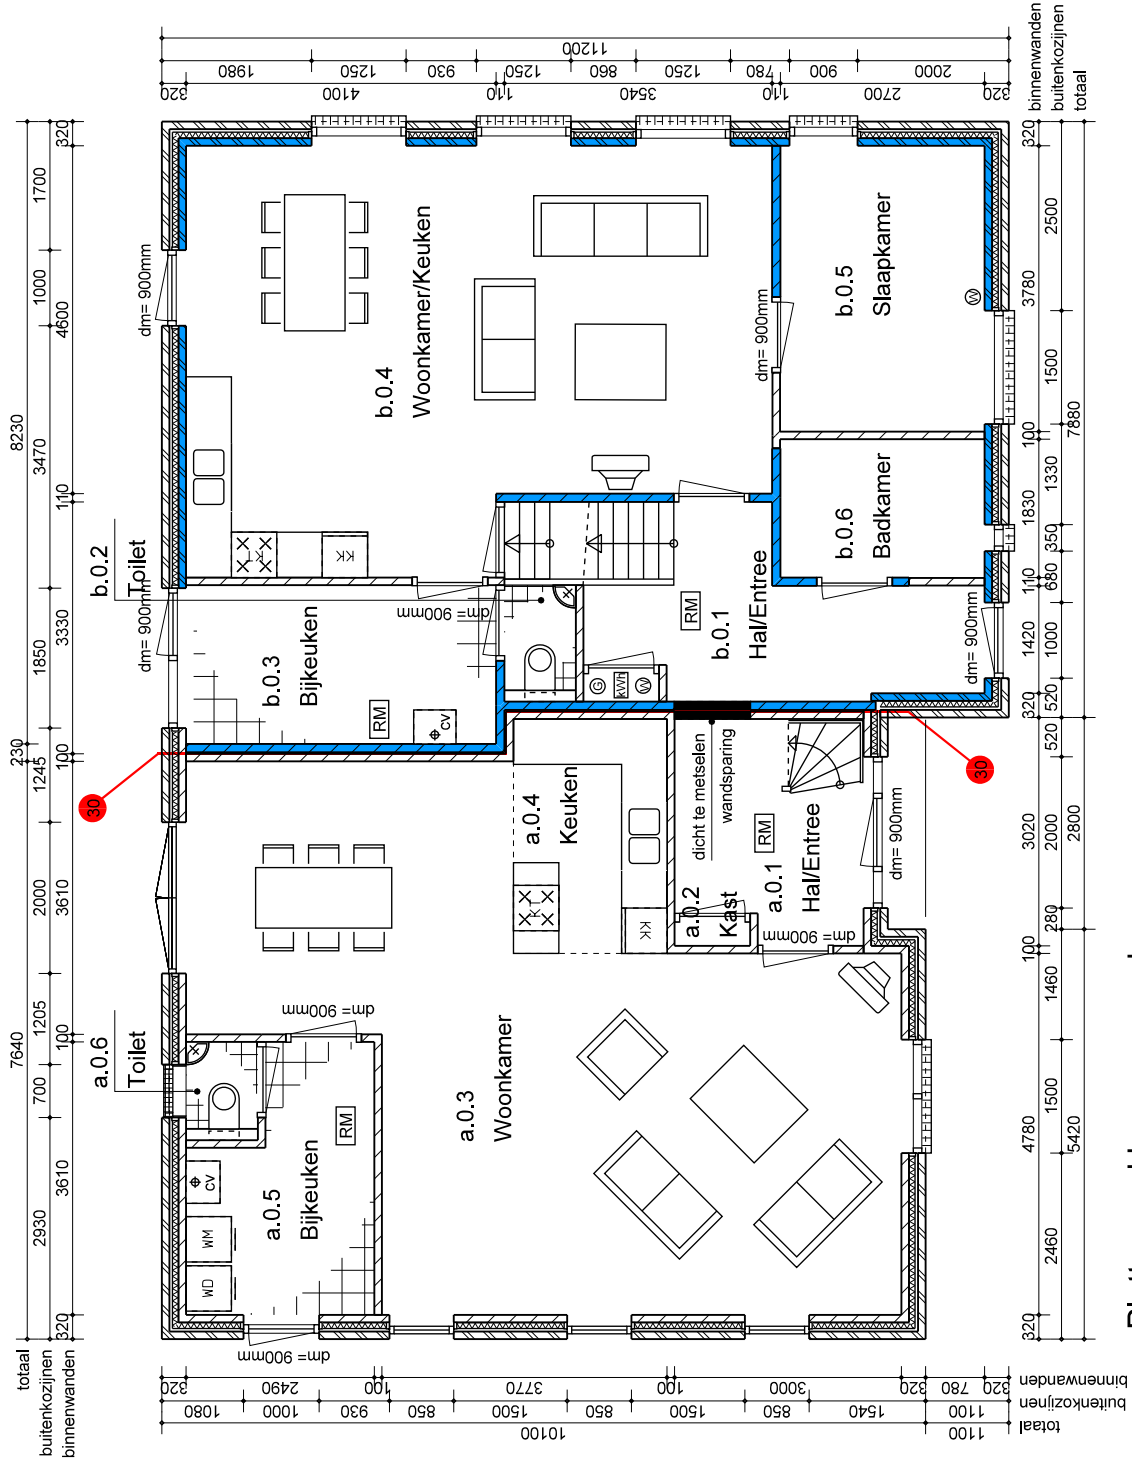 totaal
buitenkozijnen
binnenwanden
7640
8230
2930
700
1205
2000
1245
230
1850
3470
1000
1700
320
3610
100
3610
100
3330
110
4600
320
a.0.6
Toilet
b.0.2
Toilet
30
dm= 900mm
dm= 900mm
a.0.5
Bijkeuken
WD
WM
CV
RM
dm= 900mm
dm= 900mm
b.0.3
Bijkeuken
RM
CV
dm= 900mm
KT
KK
b.0.4
Woonkamer/Keuken
a.0.3
Woonkamer
a.0.4
Keuken
KT
KK
a.0.2
Kast
dicht te metselen
wandsparing
a.0.1
Hal/Entree
RM
dm= 900mm
dm= 900mm
G
kWh
W
RM
b.0.1
Hal/Entree
b.0.6
Badkamer
b.0.5
Slaapkamer
W
dm= 900mm
dm= 900mm
30
320
4780
100
3020
320
1420
110
1830
100
3780
320
2460
1500
1460
280
2000
520
520
1000
680
350
1330
1500
2500
5420
2800
7880
binnenwanden
buitenkozijnen
totaal
320
2490
100
3770
100
3000
320
780
320
1080
1000
930
850
1500
850
1500
850
1540
1100
10100
1100
binnenwanden
buitenkozijnen
totaal
11200
1980
1250
930
1250
860
1250
780
900
2000
320
4100
110
3540
110
2700
320